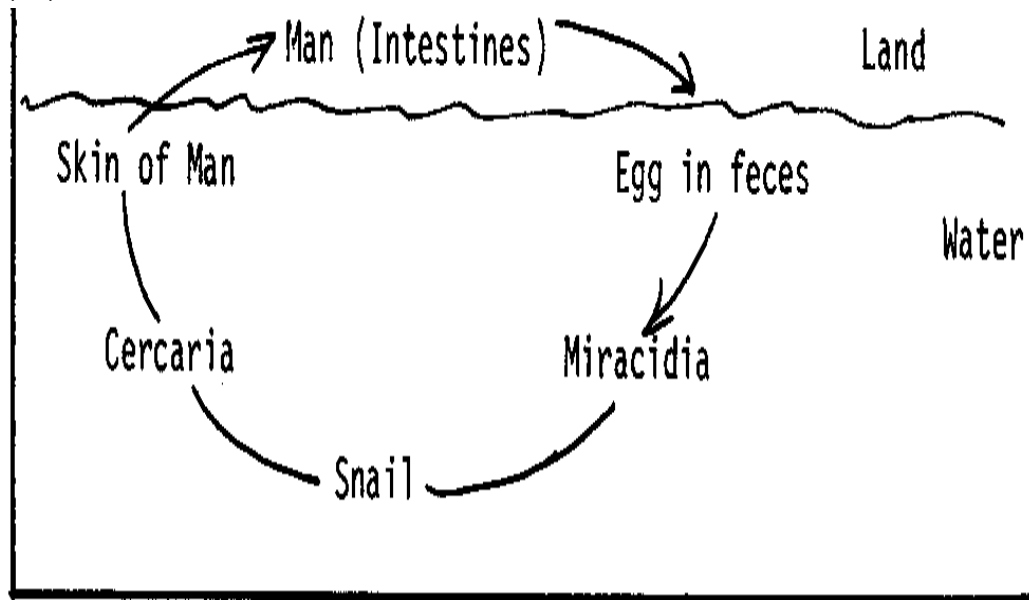 Man (Intestines)
Land
Skin of Man
Egg in feces
Water
Cercaria
Miracidia
Snail